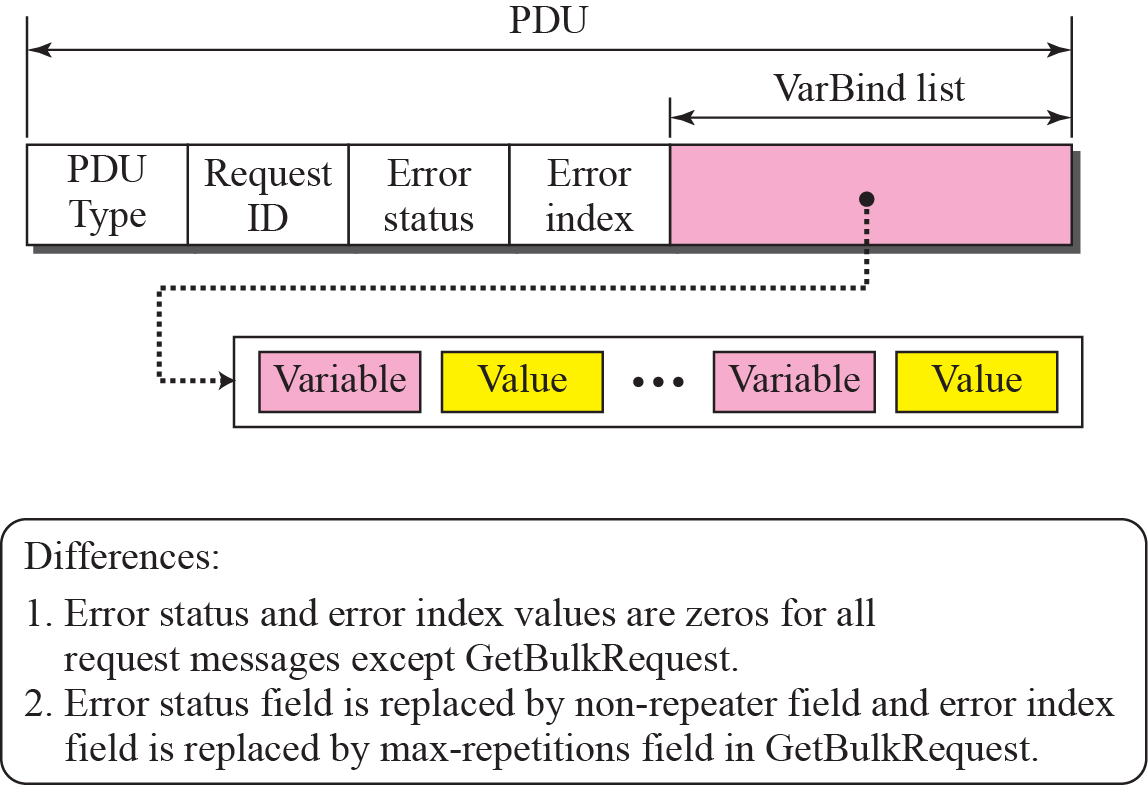 PDU
VarBind list
PDU Type
Request ID
Error status
Error index
Variable Value ••• Variable Value
Differences:
1. Error status and error index values are zeros for all
request messages except GetBulkRequest.
2. Error status field is replaced by non-repeater field and error index
field is replaced by max-repetitions field in GetBulkRequest.